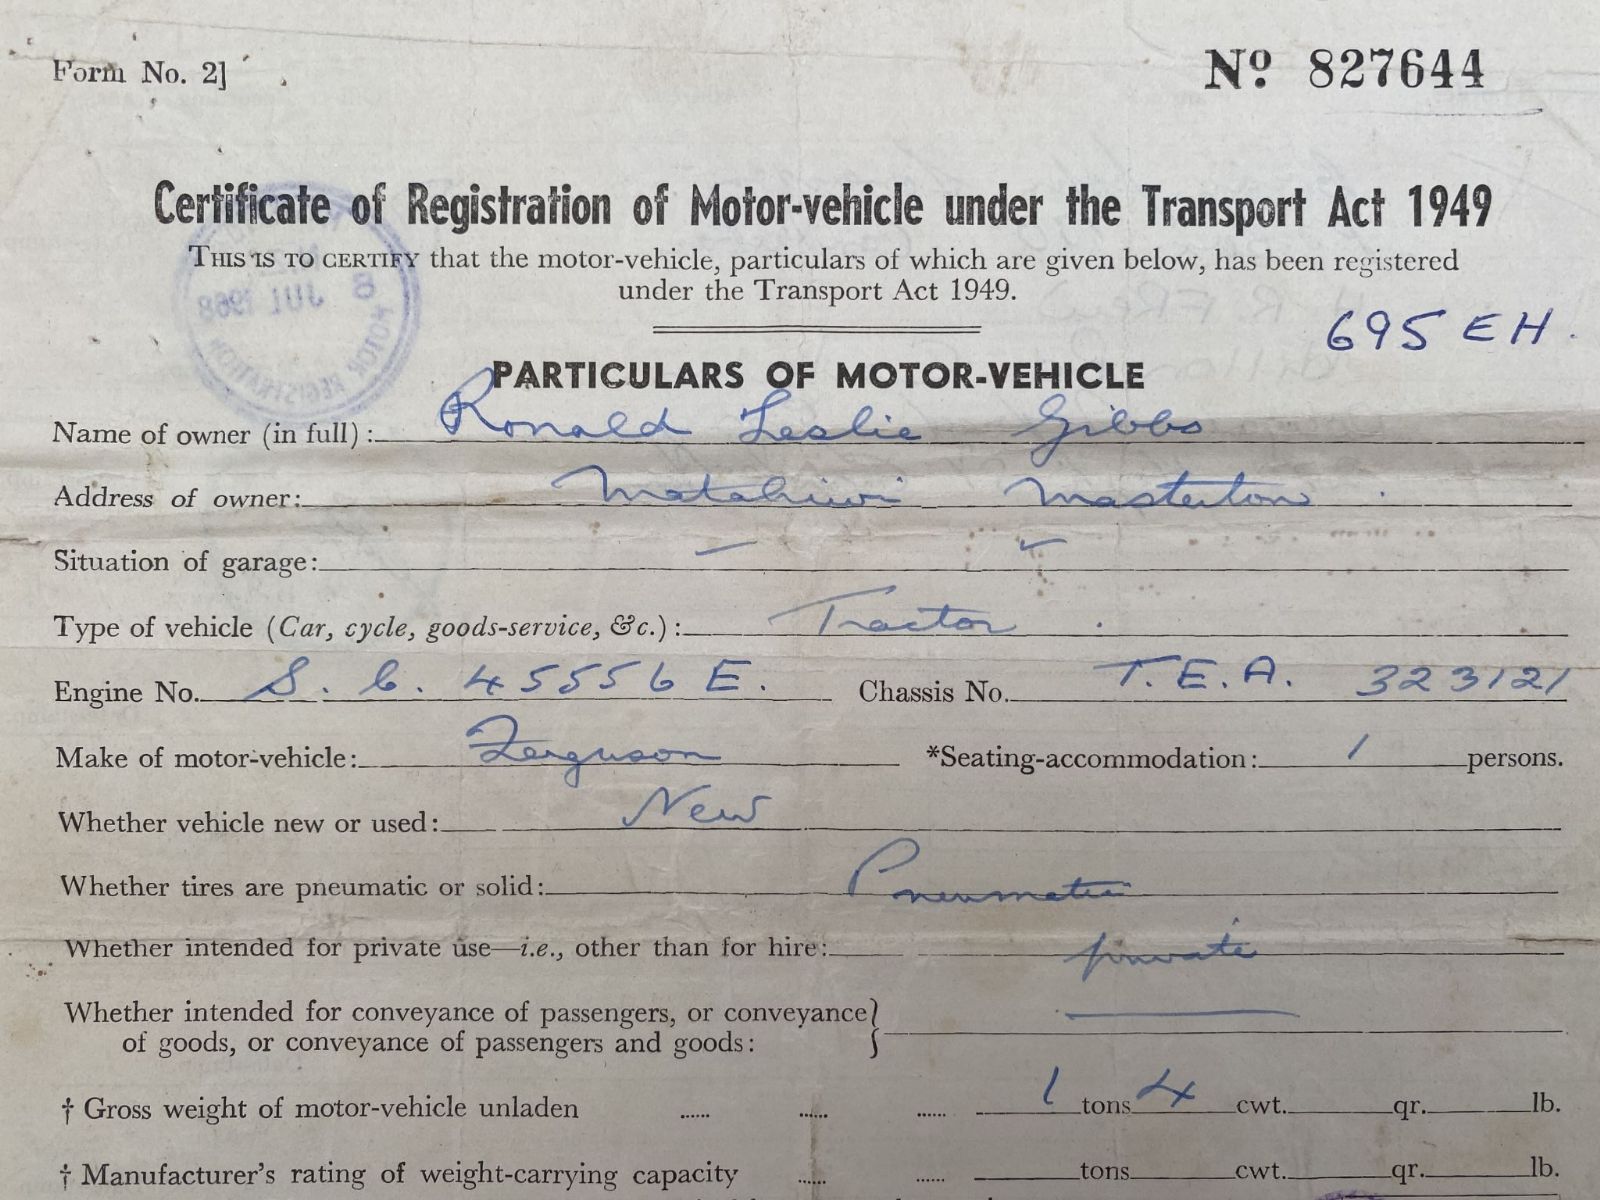 Form No. 2]
Nº 827644
Certificate of Registration of Motor-vehicle under the Transport Act 1949
THIS IS TO CERTIFY that the motor-vehicle, particulars of which are given below, has been registered
under the Transport Act 1949.
695 EH.
PARTICULARS OF MOTOR-VEHICLE
Name of owner (in full): Ronald Leslie Gibbs
Address of owner: Matahiwi Masterton.
Situation of garage:
Type of vehicle (Car, cycle, goods-service, &c.): Tractor.
Engine No. S. C. 45556 E. Chassis No. T.E.A. 323121
Make of motor-vehicle: Ferguson *Seating-accommodation: 1 persons.
Whether vehicle new or used: New
Whether tires are pneumatic or solid: Pneumatic
Whether intended for private use—i.e., other than for hire: private
Whether intended for conveyance of passengers, or conveyance
of goods, or conveyance of passengers and goods: —
† Gross weight of motor-vehicle unladen ...... ...... ...... 1 tons 4 cwt. qr. lb.
† Manufacturer's rating of weight-carrying capacity ...... ...... tons cwt. qr. lb.